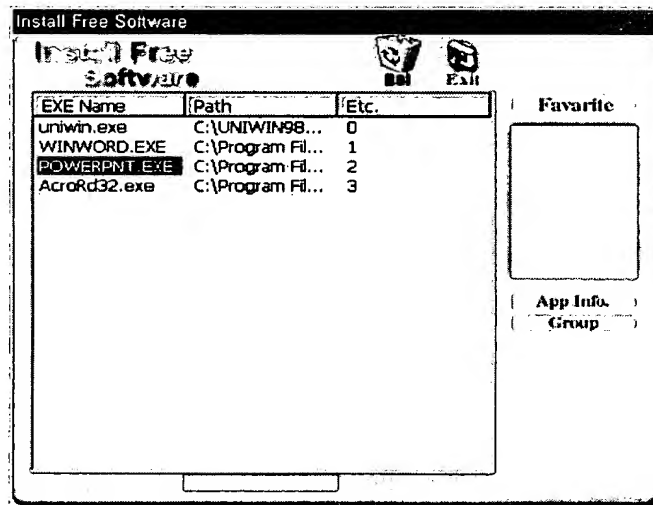 Install Free Software
Install Free
Software
Exit
EXE Name Path Etc.
uniwin.exe C:\UNIWIN98... 0
WINWORD.EXE C:\Program Fil... 1
POWERPNT.EXE C:\Program Fil... 2
AcroRd32.exe C:\Program Fil... 3
Favarite
App Info.
Group